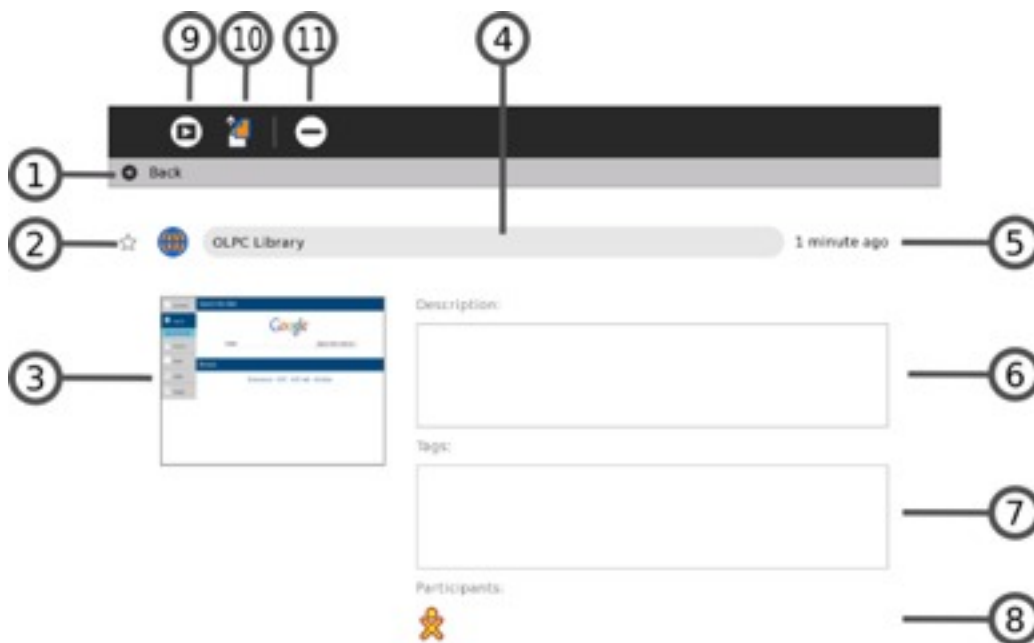 9 10 11 4
1 Back
2 OLPC Library 1 minute ago 5
Description:
Google
3 6
Tags:
7
Participants:
8